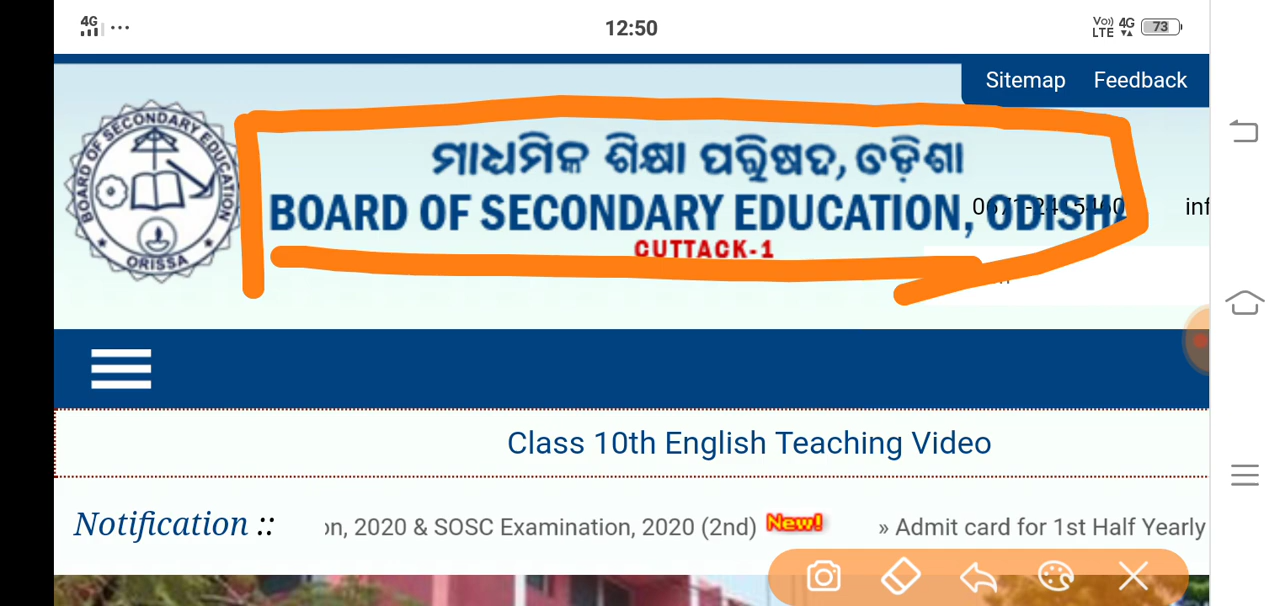 4G ...
12:50
Vo)) LTE 4G 73
Sitemap Feedback
BOARD OF SECONDARY EDUCATION
ORISSA
ମାଧ୍ୟମିକ ଶିକ୍ଷା ପରିଷଦ, ଓଡ଼ିଶା
BOARD OF SECONDARY EDUCATION, ODISHA
CUTTACK-1
Class 10th English Teaching Video
Notification ::
on, 2020 & SOSC Examination, 2020 (2nd) New! » Admit card for 1st Half Yearly